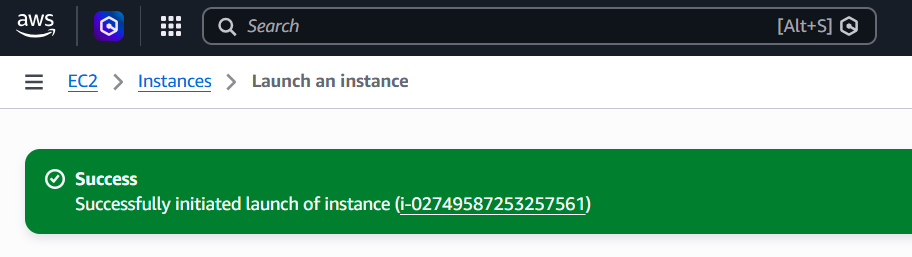 aws
Search
[Alt+S]
EC2 > Instances > Launch an instance
Success
Successfully initiated launch of instance (i-02749587253257561)